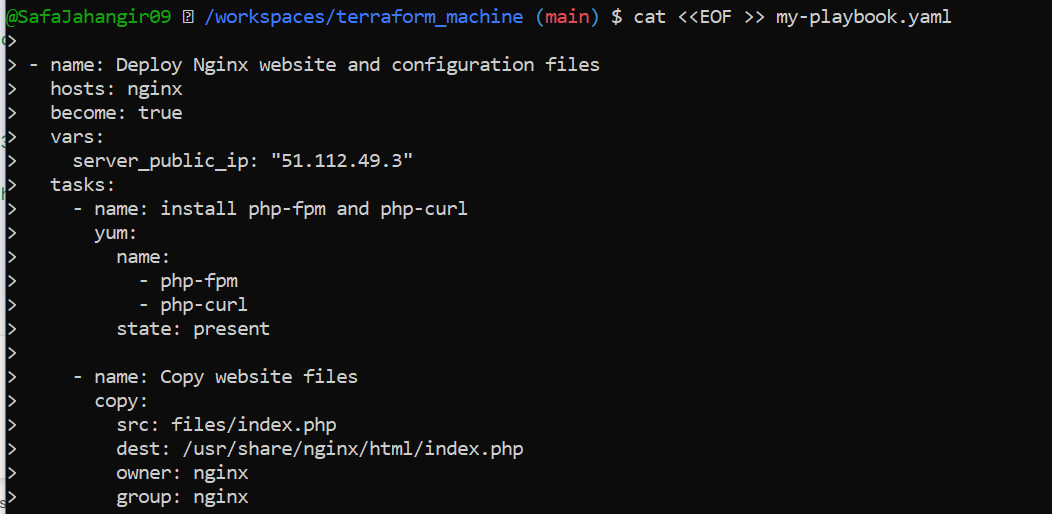 @SafaJahangir09 /workspaces/terraform_machine (main) $ cat <<EOF >> my-playbook.yaml
>
> - name: Deploy Nginx website and configuration files
>   hosts: nginx
>   become: true
>   vars:
>     server_public_ip: "51.112.49.3"
>   tasks:
>     - name: install php-fpm and php-curl
>       yum:
>         name:
>           - php-fpm
>           - php-curl
>         state: present
>
>     - name: Copy website files
>       copy:
>         src: files/index.php
>         dest: /usr/share/nginx/html/index.php
>         owner: nginx
>         group: nginx